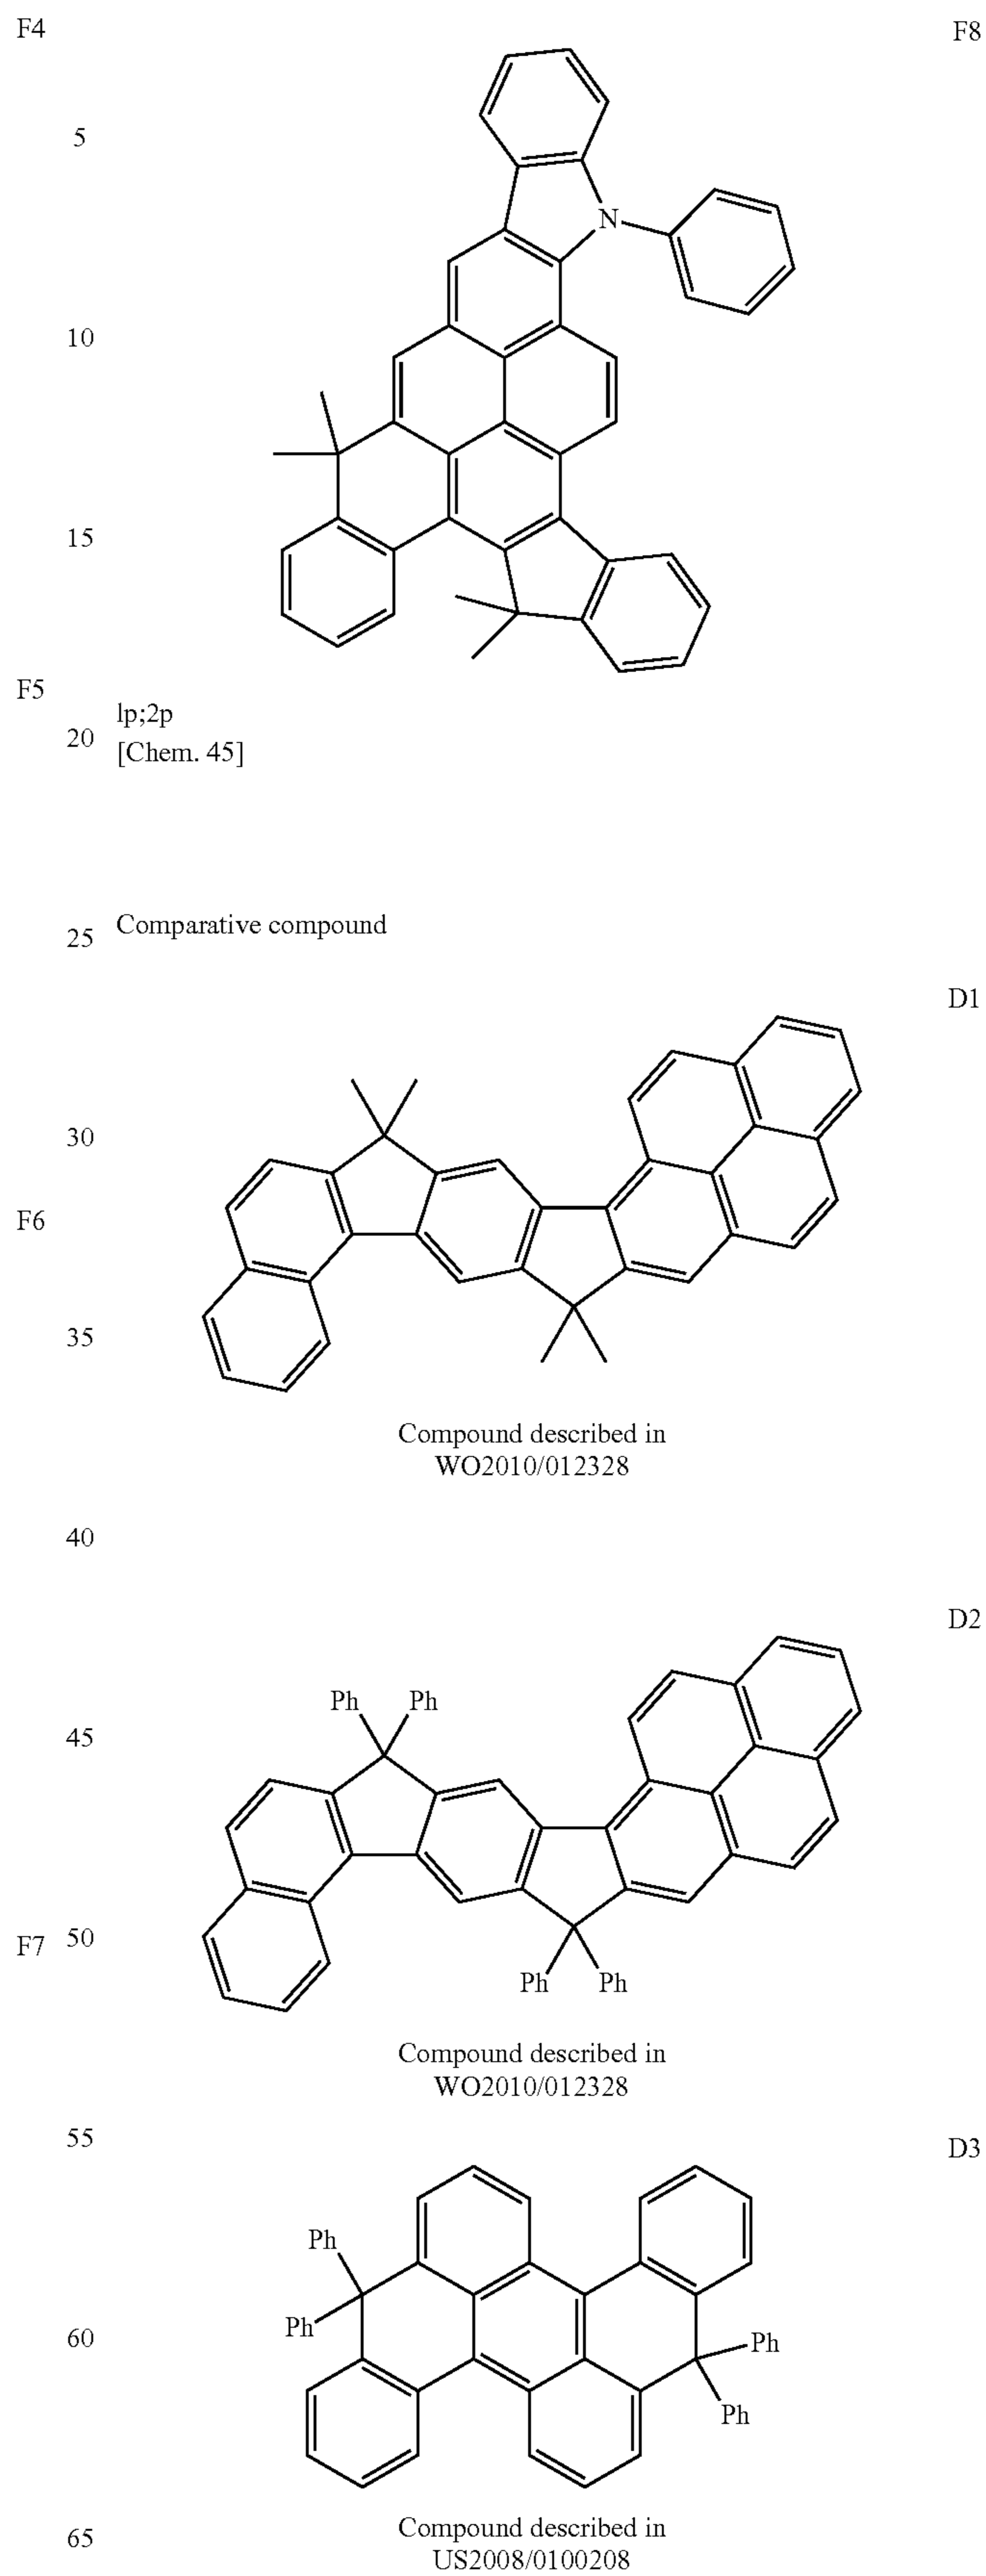 F4
F8
5
N
10
15
F5
lp;2p
20
[Chem. 45]
Comparative compound
25
D1
30
F6
35
Compound described in
WO2010/012328
40
D2
Ph Ph
45
F7
50
Ph Ph
Compound described in
WO2010/012328
55
D3
Ph
Ph
60
Ph
Ph
Compound described in
65
US2008/0100208